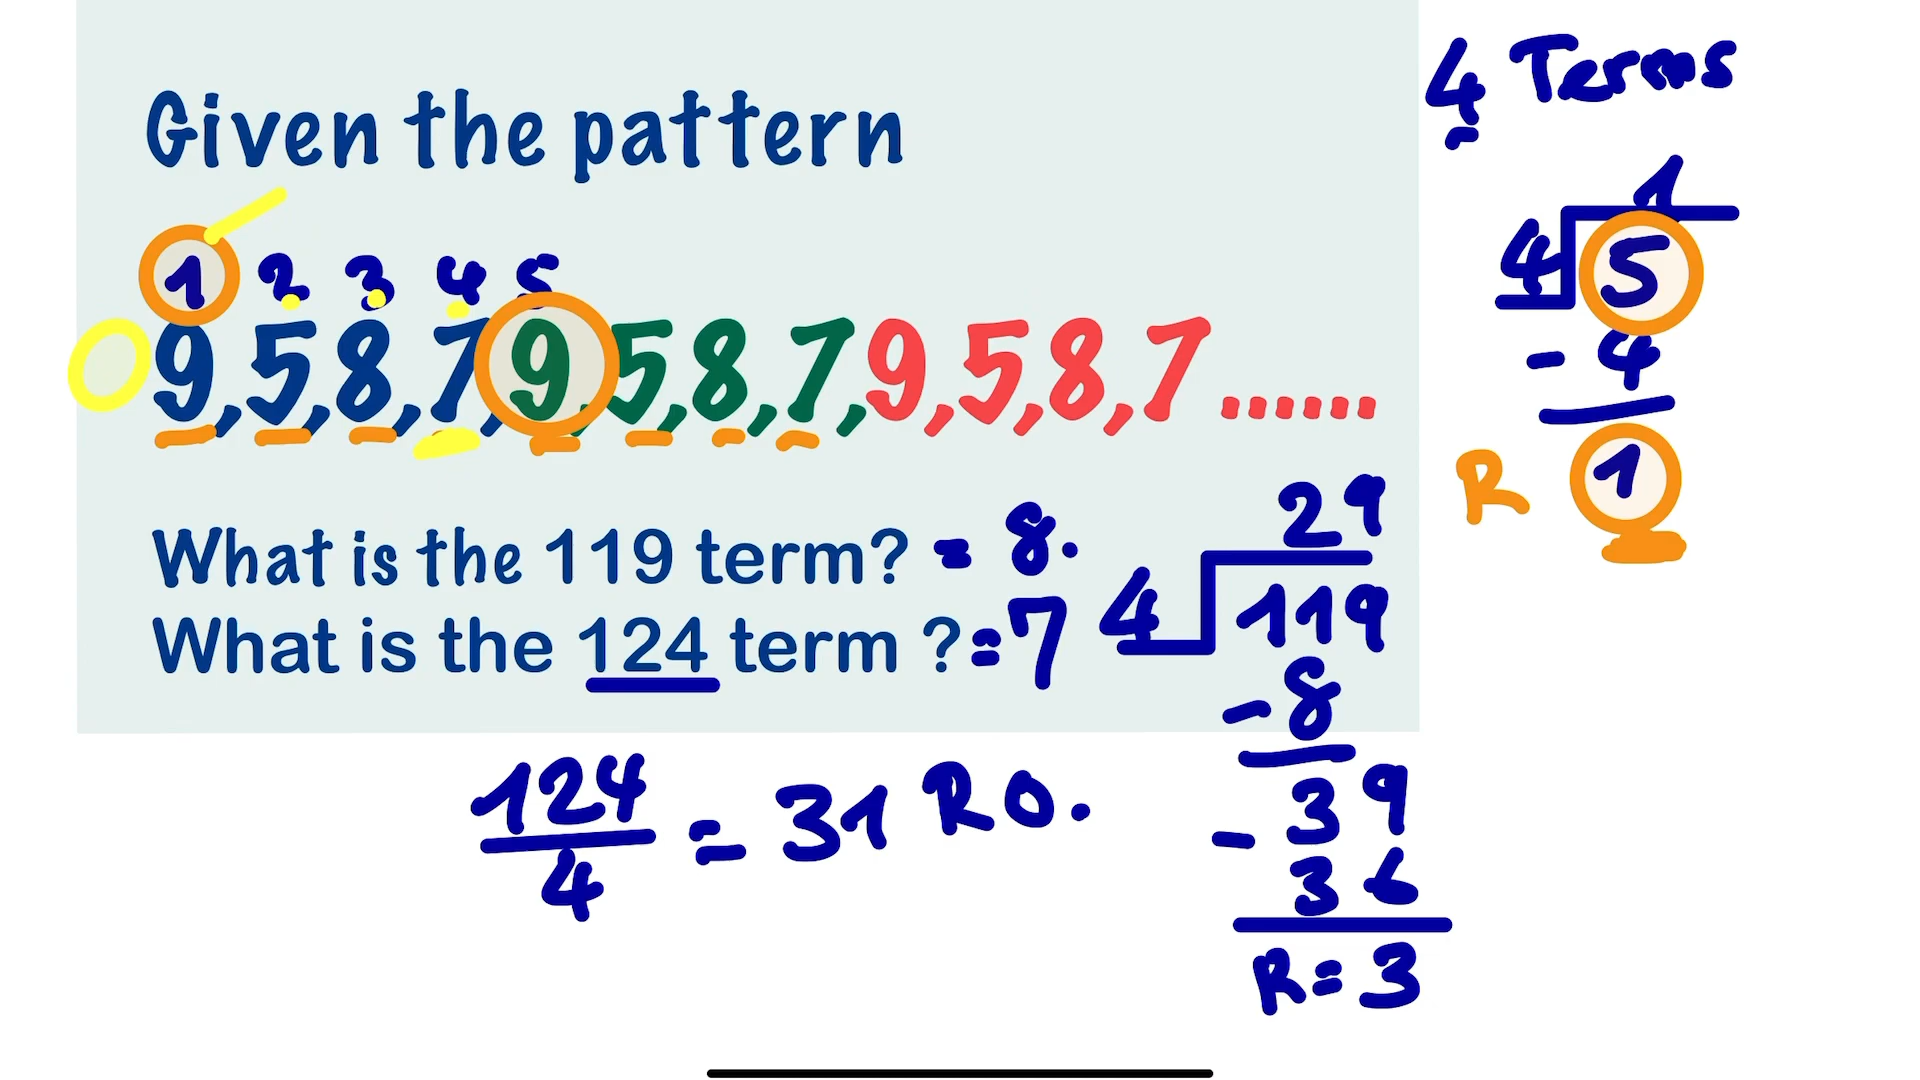 Given the pattern
1 2 3 4 5
9,5,8,7,9,5,8,7,9,5,8,7......
What is the 119 term? = 8.
What is the 124 term ? = 7
124
4
= 31 R0.
4 Terms
1
4 5
- 4
R 1
29
4 119
- 8
39
- 36
R = 3